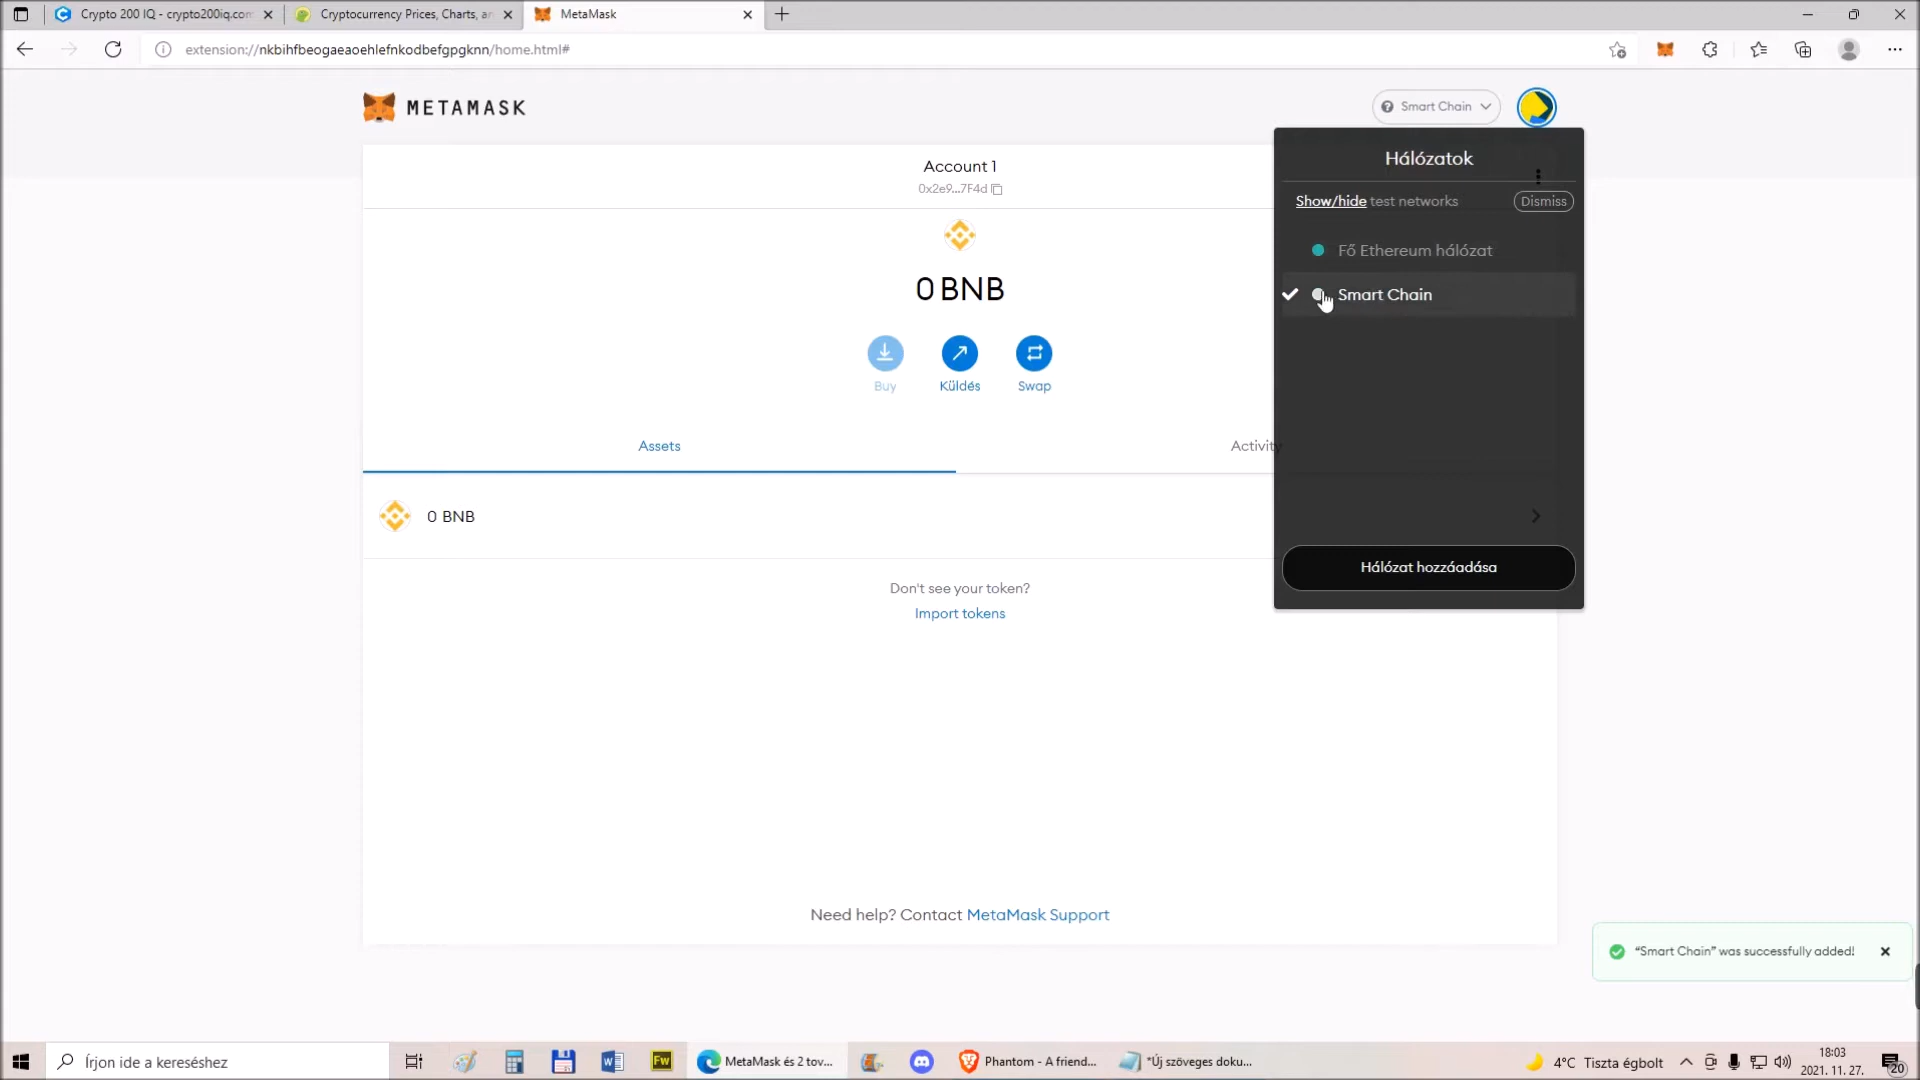 Crypto 200 IQ - crypto200iq.com
Cryptocurrency Prices, Charts, a
MetaMask
extension://nkbihfbeogaeaoehlefnkodbefgpgknn/home.html#
METAMASK
Smart Chain
Account 1
0x2e9...7F4d
Hálózatok
Show/hide test networks
Dismiss
Fő Ethereum hálózat
Smart Chain
0 BNB
Buy
Küldés
Swap
Assets
Activity
0 BNB
Hálózat hozzáadása
Don't see your token?
Import tokens
Need help? Contact MetaMask Support
"Smart Chain" was successfully added!
Írjon ide a kereséshez
Fw
MetaMask és 2 tov...
Phantom - A friend...
*Új szöveges doku...
4°C Tiszta égbolt
18:03
2021. 11. 27.
20